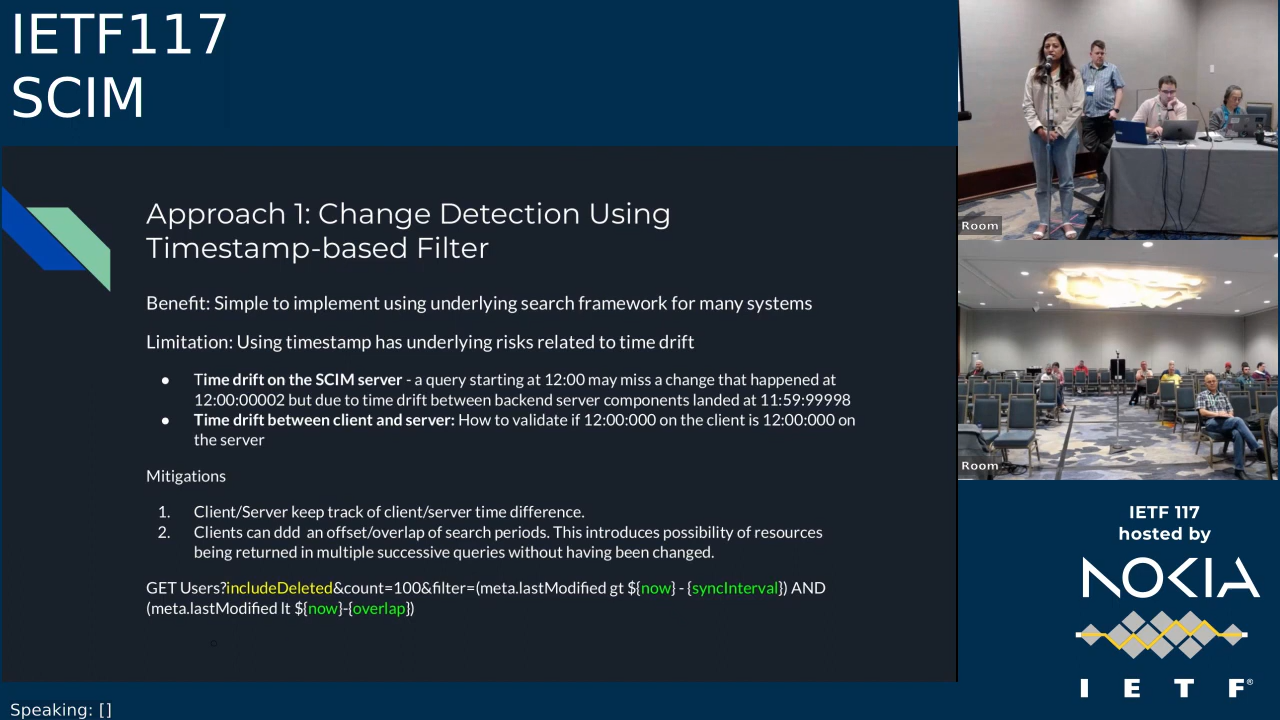 IETF117
SCIM
Approach 1: Change Detection Using
Timestamp-based Filter
Benefit: Simple to implement using underlying search framework for many systems
Limitation: Using timestamp has underlying risks related to time drift
● Time drift on the SCIM server - a query starting at 12:00 may miss a change that happened at
12:00:00002 but due to time drift between backend server components landed at 11:59:99998
● Time drift between client and server: How to validate if 12:00:000 on the client is 12:00:000 on
the server
Mitigations
1. Client/Server keep track of client/server time difference.
2. Clients can ddd an offset/overlap of search periods. This introduces possibility of resources
being returned in multiple successive queries without having been changed.
GET Users?includeDeleted&count=100&filter=(meta.lastModified gt ${now} - {syncInterval}) AND
(meta.lastModified lt ${now}-{overlap})
Speaking: []
Room
Room
IETF 117
hosted by
NOKIA
I E T F®